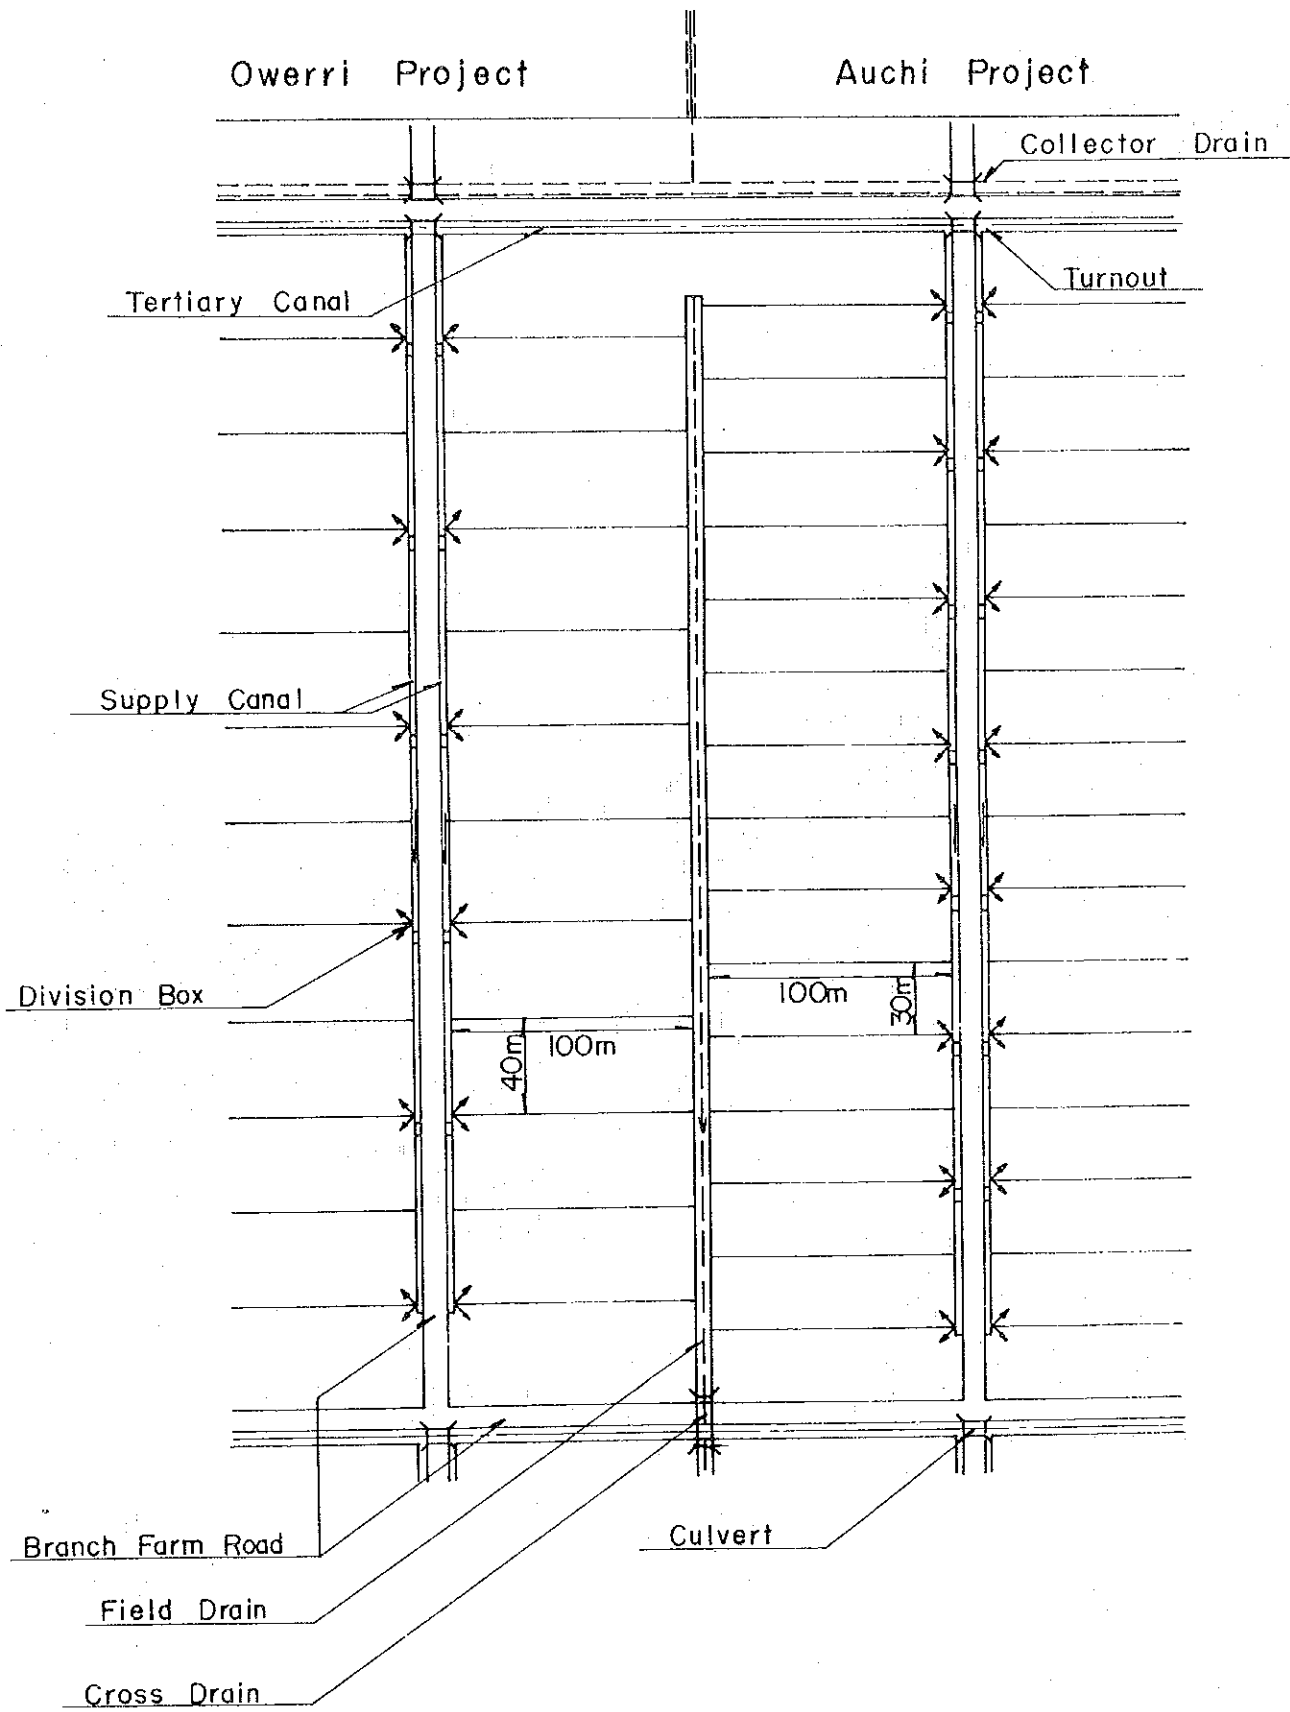 Owerri Project
Auchi Project
Collector Drain
Tertiary Canal
Turnout
Supply Canal
Division Box
100m
30m
100m
40m
Branch Farm Road
Culvert
Field Drain
Cross Drain